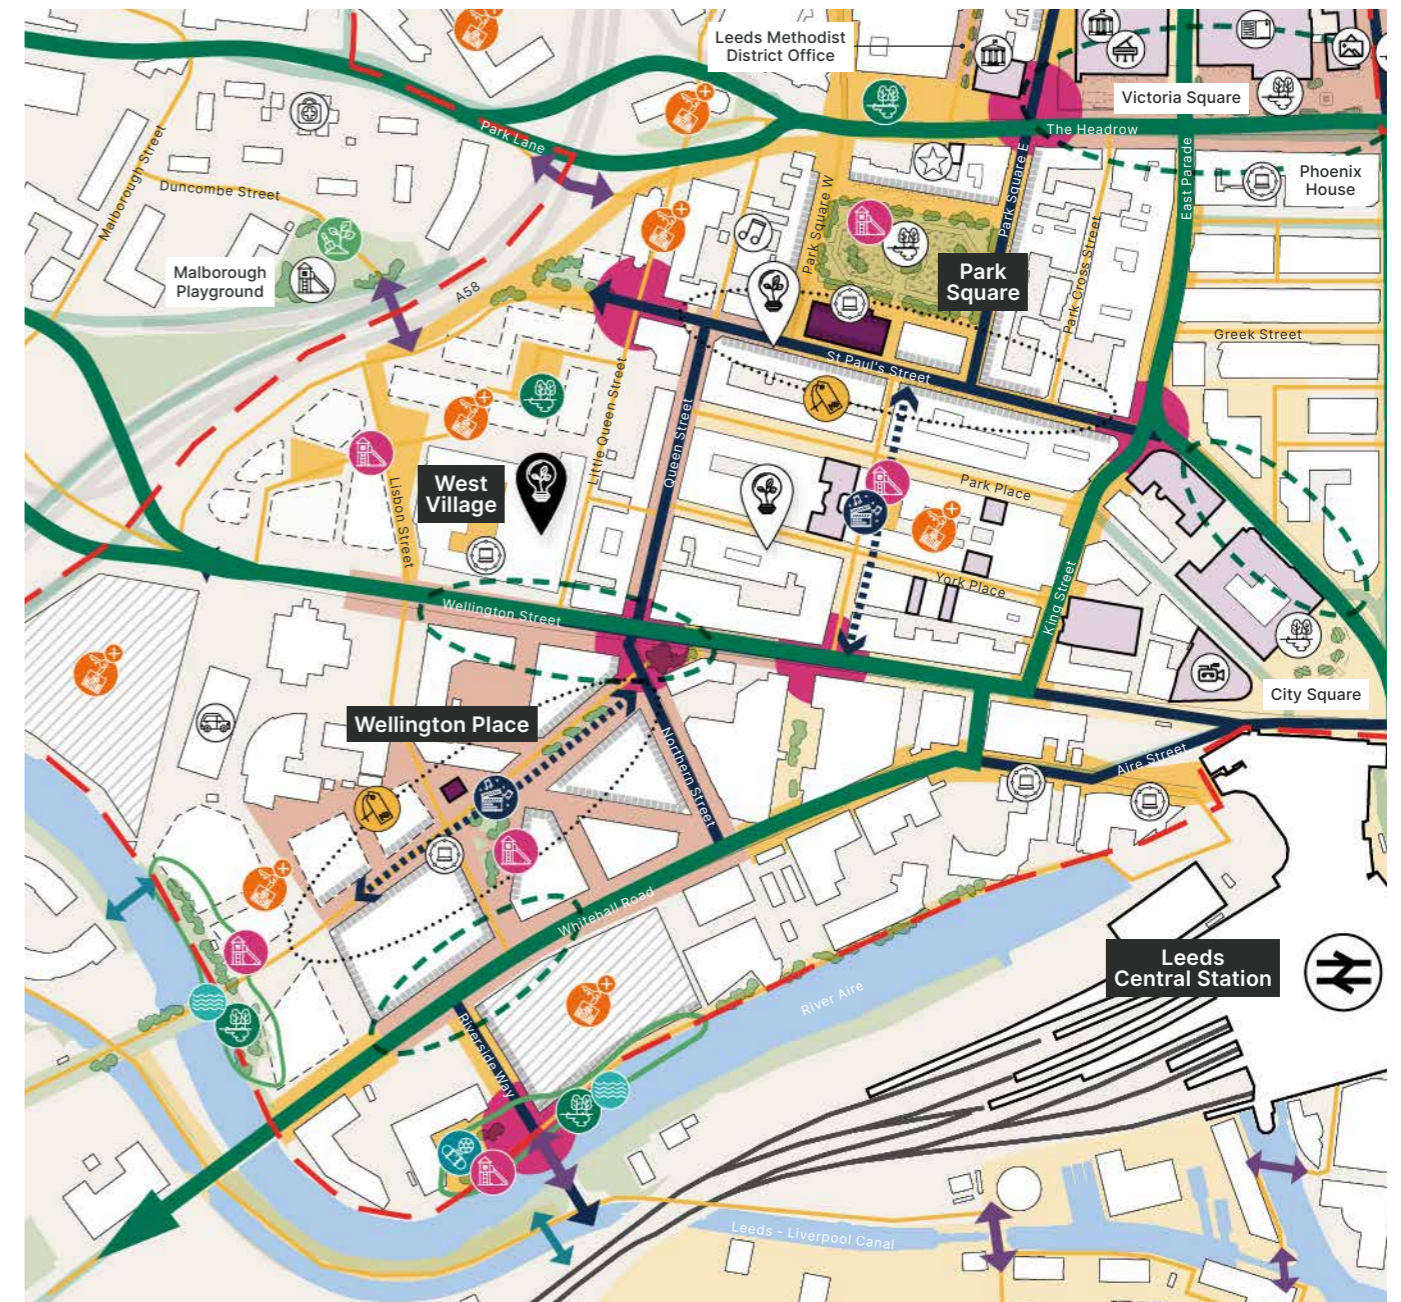 Leeds Methodist
District Office
Victoria Square
The Headrow
Park Lane
Malborough Street
Duncombe Street
Park Square W
Park Square E
East Parade
Phoenix
House
Park Cross Street
Malborough
Playground
A58
Park
Square
Greek Street
St Paul's Street
Little Queen Street
Queen Street
West
Village
Lisbon Street
Park Place
York Place
King Street
Wellington Street
City Square
Wellington Place
Northern Street
Aire Street
Whitehall Road
River Aire
Leeds
Central Station
Riverside Way
Leeds - Liverpool Canal